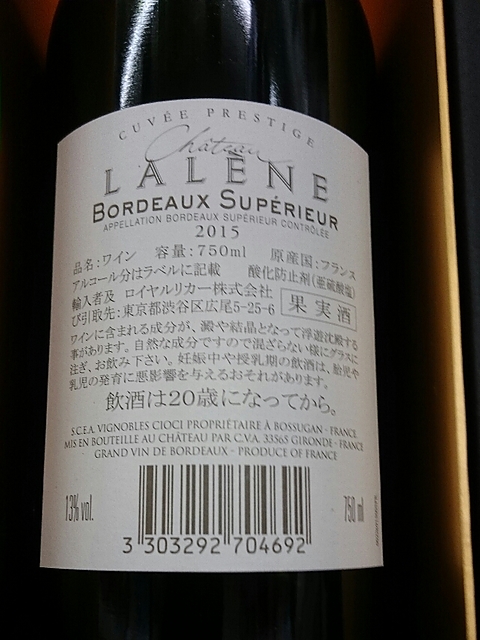 CUVÉE PRESTIGE
Château
LALÈNE
BORDEAUX SUPÉRIEUR
APPELLATION BORDEAUX SUPÉRIEUR CONTRÔLÉE
2015
品名:ワイン 容量:750ml 原産国:フランス
アルコール分はラベルに記載 酸化防止剤(亜硫酸塩)
輸入者及 ロイヤルリカー株式会社 果実酒
び引取先:東京都渋谷区広尾5-25-6
ワインに含まれる成分が、澱や結晶となって浮遊沈殿する
事があります。自然な成分ですので混ざらない様にグラスに
注ぎ、お飲み下さい。妊娠中や授乳期の飲酒は、胎児や
乳児の発育に悪影響を与えるおそれがあります。
飲酒は20歳になってから。
S.C.E.A. VIGNOBLES CIOCI PROPRIÉTAIRE À BOSSUGAN - FRANCE
MIS EN BOUTEILLE AU CHÂTEAU PAR C.V.A. 33565 GIRONDE - FRANCE
GRAND VIN DE BORDEAUX - PRODUCE OF FRANCE
13% vol. 750 ml
3 303292 704692